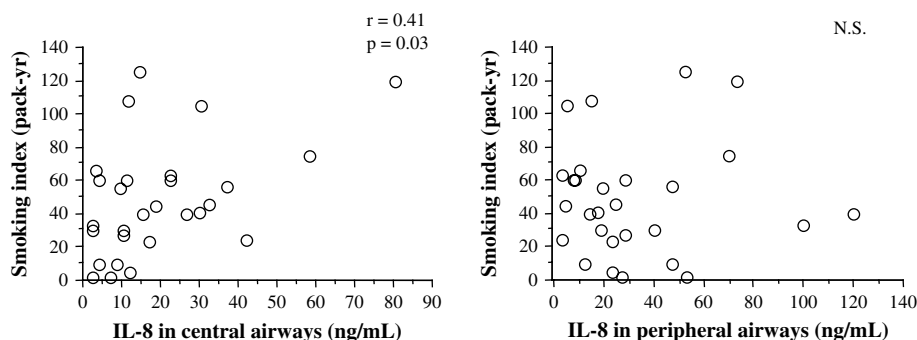 r = 0.41
p = 0.03
Smoking index (pack-yr)
140
120
100
80
60
40
20
0
0 10 20 30 40 50 60 70 80 90
IL-8 in central airways (ng/mL)
N.S.
Smoking index (pack-yr)
140
120
100
80
60
40
20
0
0 20 40 60 80 100 120 140
IL-8 in peripheral airways (ng/mL)